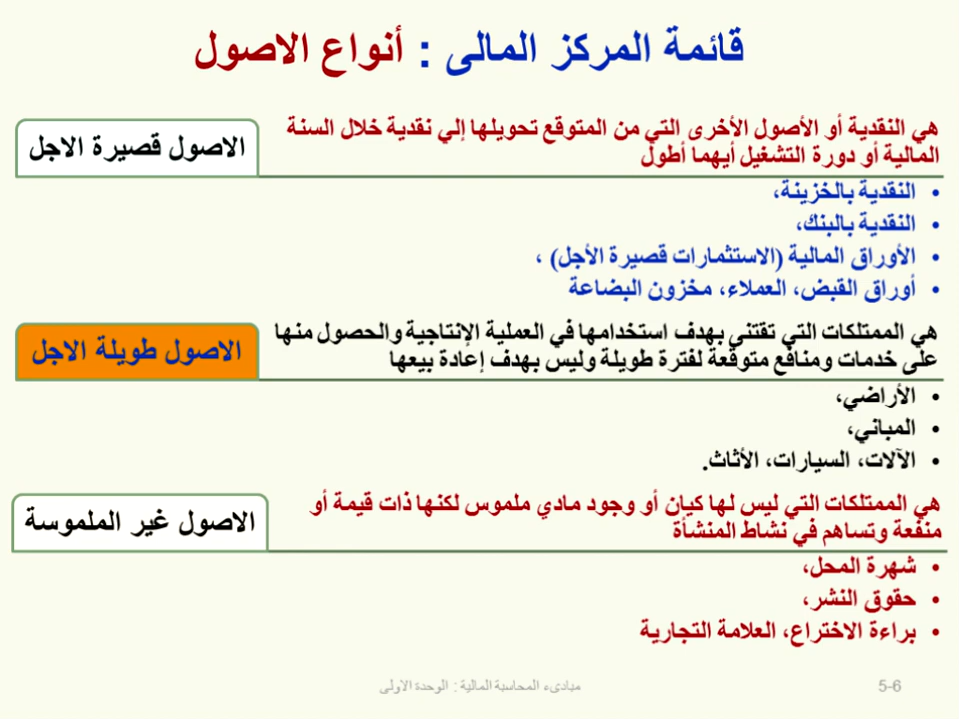 قائمة المركز المالى : أنواع الاصول
الاصول قصيرة الاجل
هي النقدية أو الأصول الأخرى التي من المتوقع تحويلها إلي نقدية خلال السنة
المالية أو دورة التشغيل أيهما أطول
• النقدية بالخزينة،
• النقدية بالبنك،
• الأوراق المالية (الاستثمارات قصيرة الأجل) ،
• أوراق القبض، العملاء، مخزون البضاعة
الاصول طويلة الاجل
هي الممتلكات التي تقتنى بهدف استخدامها في العملية الإنتاجية والحصول منها
على خدمات ومنافع متوقعة لفترة طويلة وليس بهدف إعادة بيعها
• الأراضي،
• المباني،
• الآلات، السيارات، الأثاث.
الاصول غير الملموسة
هي الممتلكات التي ليس لها كيان أو وجود مادي ملموس لكنها ذات قيمة أو
منفعة وتساهم في نشاط المنشأة
• شهرة المحل،
• حقوق النشر،
• براءة الاختراع، العلامة التجارية
5-6
مبادىء المحاسبة المالية : الوحدة الاولى